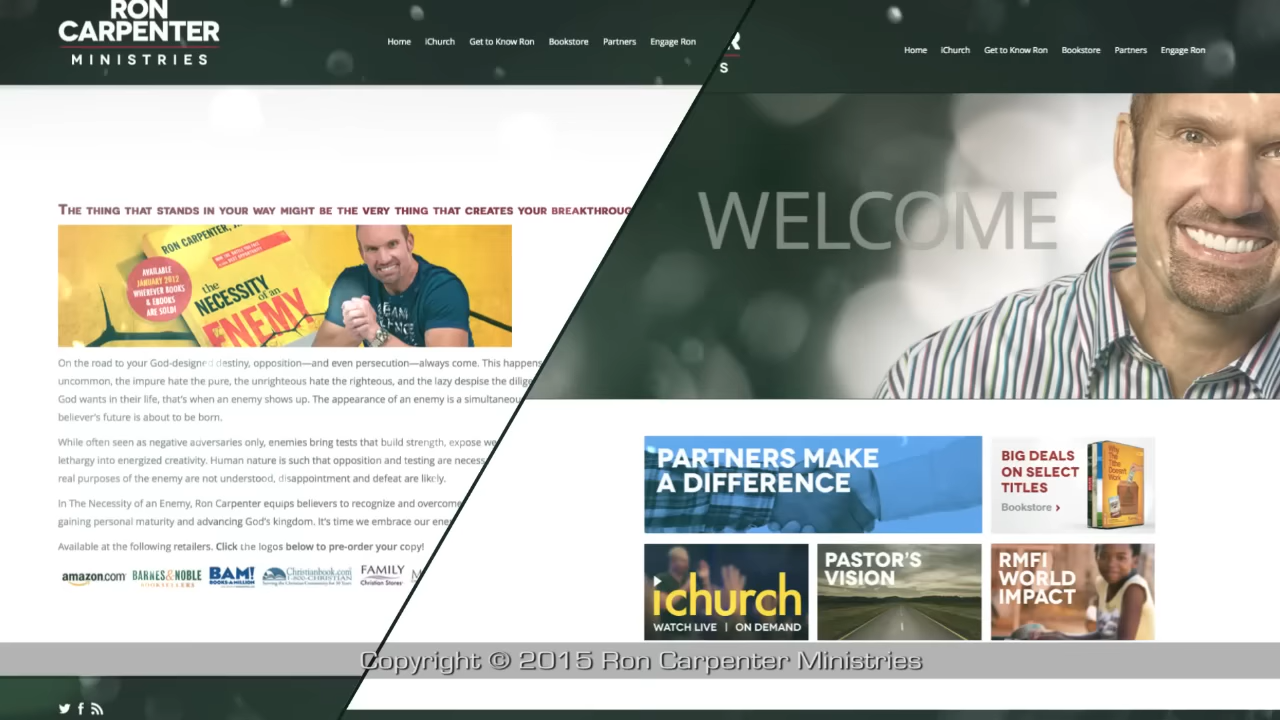 RON
CARPENTER
MINISTRIES
Home iChurch Get to Know Ron Bookstore Partners Engage Ron
R
S
Home iChurch Get to Know Ron Bookstore Partners Engage Ron
THE THING THAT STANDS IN YOUR WAY MIGHT BE THE VERY THING THAT CREATES YOUR BREAKTHROUG
RON CARPENTER,
AVAILABLE
JANUARY 2012
WHEREVER BOOKS
& EBOOKS
ARE SOLD!
the
NECESSITY
of an
ENEMY
On the road to your God-designed destiny, opposition—and even persecution—always come. This happens
uncommon, the impure hate the pure, the unrighteous hate the righteous, and the lazy despise the dilige
God wants in their life, that's when an enemy shows up. The appearance of an enemy is a simultaneou
believer's future is about to be born.
While often seen as negative adversaries only, enemies bring tests that build strength, expose we
lethargy into energized creativity. Human nature is such that opposition and testing are necess
real purposes of the enemy are not understood, disappointment and defeat are likely.
In The Necessity of an Enemy, Ron Carpenter equips believers to recognize and overcome
gaining personal maturity and advancing God's kingdom. It's time we embrace our ene
Available at the following retailers. Click the logos below to pre-order your copy!
amazon.com BARNES & NOBLE BOOKSELLERS BAM! BOOKS-A-MILLION Christianbook.com 1-800-CHRISTIAN FAMILY Christian Stores M
WELCOME
PARTNERS MAKE
A DIFFERENCE
BIG DEALS
ON SELECT
TITLES
Bookstore ›
ichurch
WATCH LIVE | ON DEMAND
PASTOR'S
VISION
RMFI
WORLD
IMPACT
Copyright © 2015 Ron Carpenter Ministries